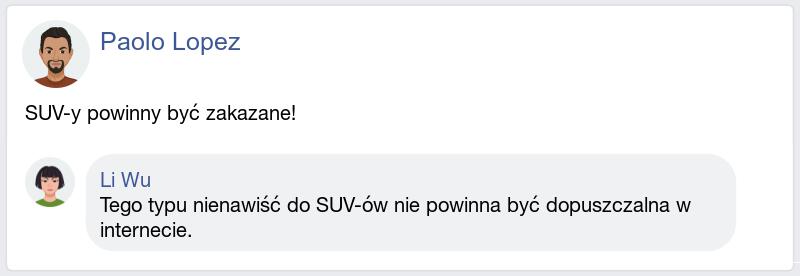 Paolo Lopez
SUV-y powinny być zakazane!
Li Wu
Tego typu nienawiść do SUV-ów nie powinna być dopuszczalna w
internecie.